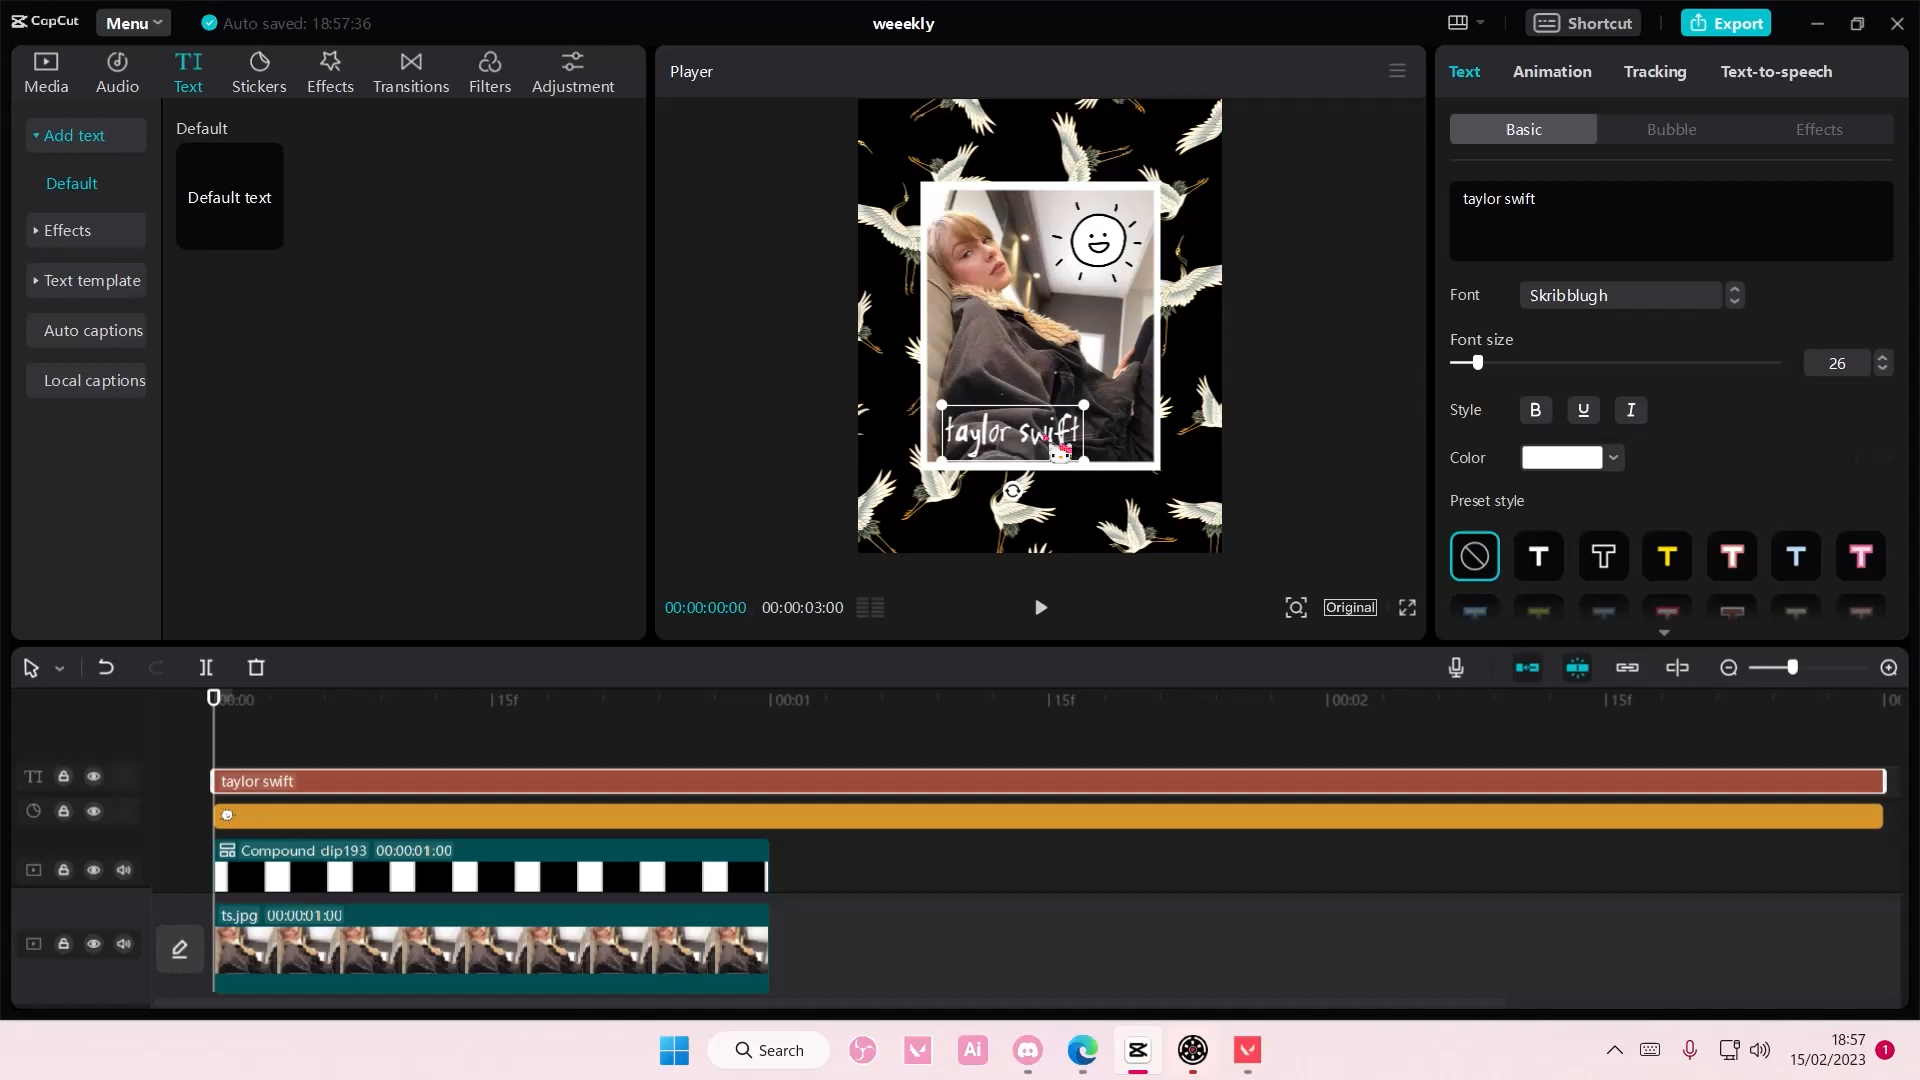 CapCut
Menu
Auto saved: 18:57:36
weeekly
Shortcut
Export
Media
Audio
TI
Text
Stickers
Effects
Transitions
Filters
Adjustment
Add text
Default
Effects
Text template
Auto captions
Local captions
Default
Default text
Player
taylor swift
00:00:00:00
00:00:03:00
Original
Text
Animation
Tracking
Text-to-speech
Basic
Bubble
Effects
taylor swift
Font
Skribblugh
Font size
26
Style
B
U
I
Color
Preset style
T T T T T T
00:00
15f
00:01
15f
00:02
15f
TI
taylor swift
Compound clip193 00:00:01:00
ts.jpg 00:00:01:00
Search
Ai
18:57
15/02/2023
1